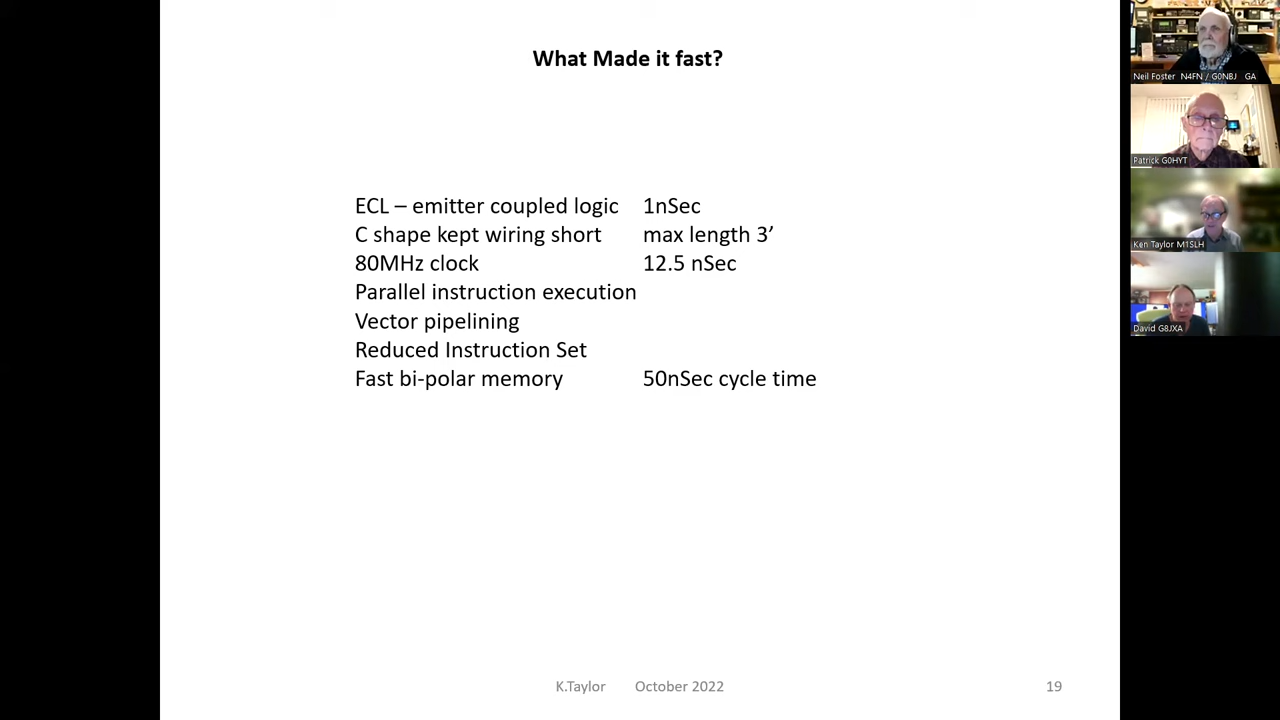 What Made it fast?
ECL – emitter coupled logic 1nSec
C shape kept wiring short max length 3’
80MHz clock 12.5 nSec
Parallel instruction execution
Vector pipelining
Reduced Instruction Set
Fast bi-polar memory 50nSec cycle time
K.Taylor October 2022 19
Neil Foster N4FN / G0NBJ GA
Patrick G0HYT
Ken Taylor M1SLH
David G8JXA